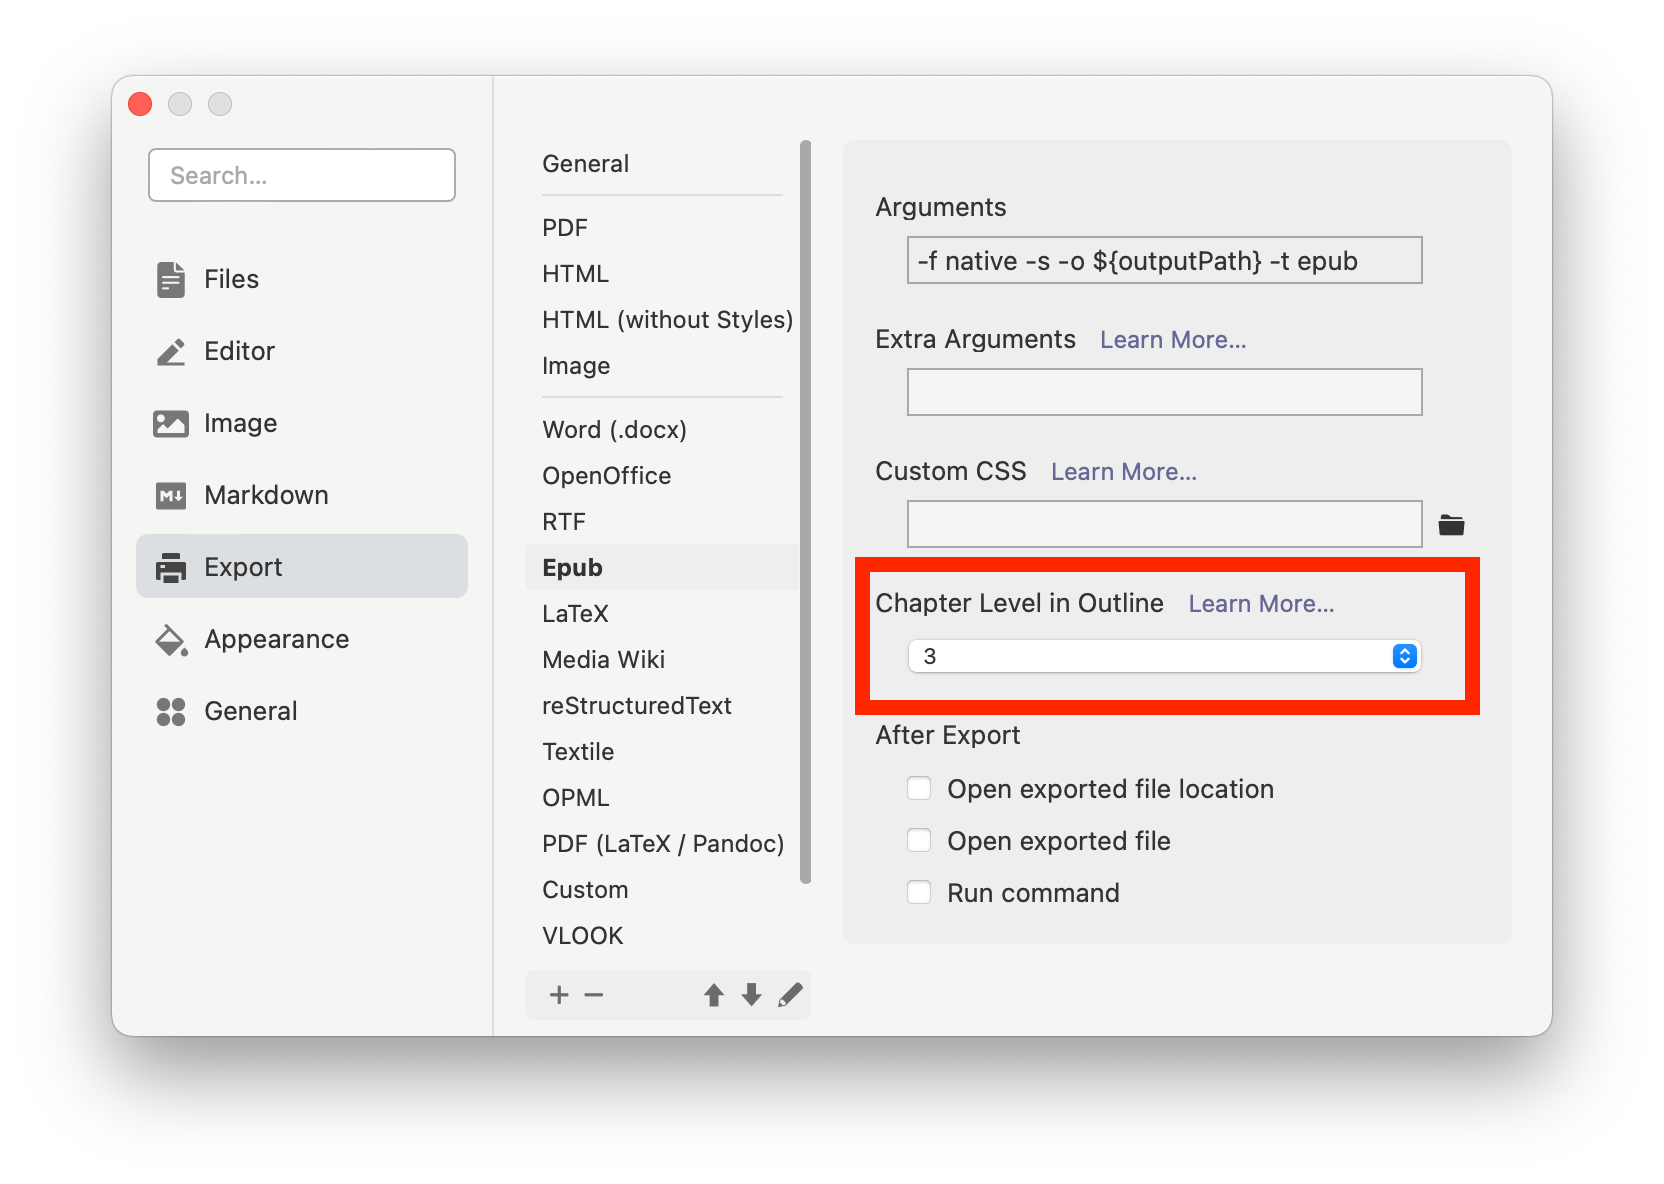 Search...
Files
Editor
Image
Markdown
Export
Appearance
General
General
PDF
HTML
HTML (without Styles)
Image
Word (.docx)
OpenOffice
RTF
Epub
LaTeX
Media Wiki
reStructuredText
Textile
OPML
PDF (LaTeX / Pandoc)
Custom
VLOOK
Arguments
-f native -s -o ${outputPath} -t epub
Extra Arguments Learn More...
Custom CSS Learn More...
Chapter Level in Outline Learn More...
3
After Export
Open exported file location
Open exported file
Run command